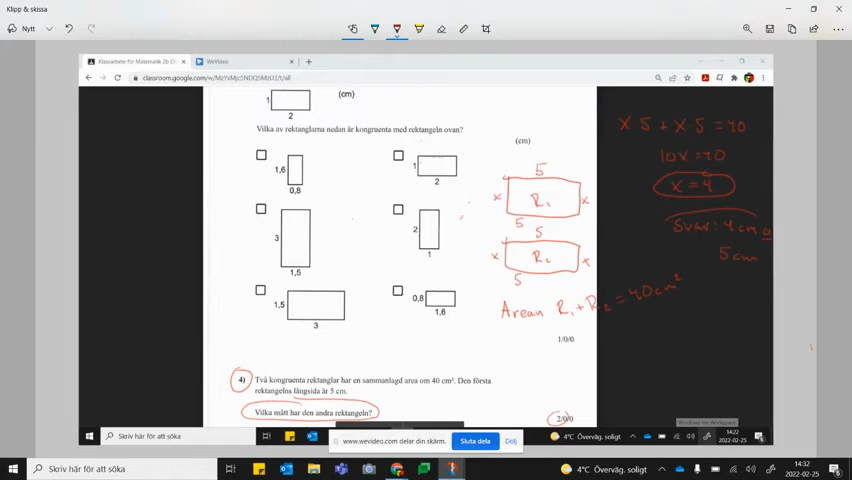 Klipp & skissa
Nytt
Klassarbete för Matematik 2b El
WeVideo
classroom.google.com/w/MzYxMjc5NDQ5MzU1/t/all
1
2
(cm)
Vilka av rektanglarna nedan är kongruenta med rektangeln ovan?
(cm)
1,6
0,8
1
2
3
1,5
2
1
1,5
3
0,8
1,6
1/0/0
x 5 + x 5 = 40
10x = 40
x = 4
Svar: 4 cm o
5 cm
5
x R1 x
5
5
x R2 x
5
Arean R1 + R2 = 40 cm²
4) Två kongruenta rektanglar har en sammanlagd area om 40 cm². Den första
rektangelns långsida är 5 cm.
Vilka mått har den andra rektangeln?
2/0/0
Windows Ink Workspace
Skriv här för att söka
www.wevideo.com delar din skärm.
Sluta dela
Dölj
4°C Överväg. soligt
14:22
2022-02-25
Skriv här för att söka
4°C Överväg. soligt
14:32
2022-02-25